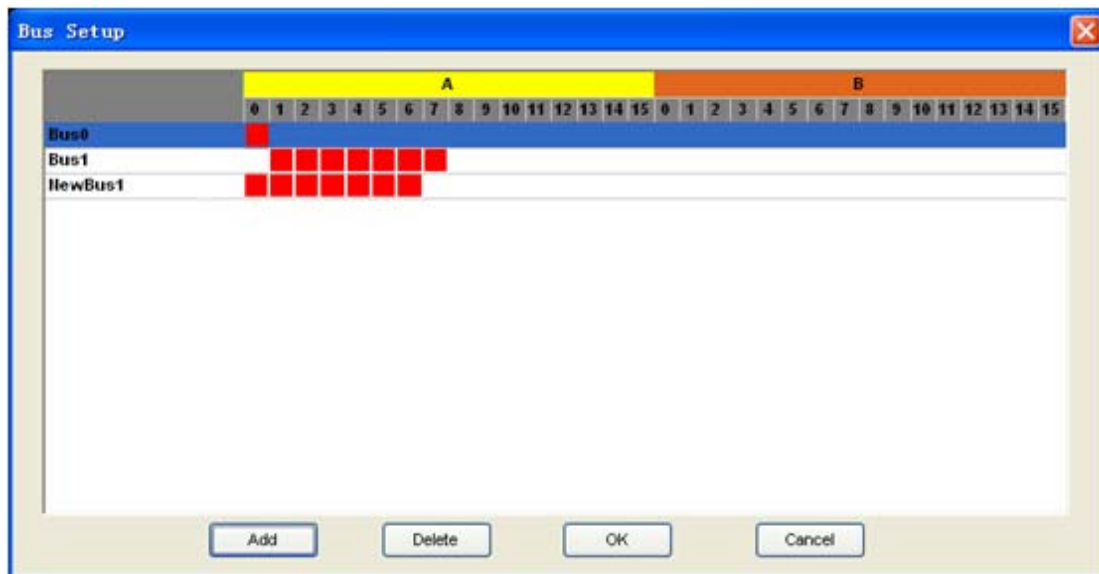 Bus Setup
A B
0 1 2 3 4 5 6 7 8 9 10 11 12 13 14 15 0 1 2 3 4 5 6 7 8 9 10 11 12 13 14 15
Bus0
Bus1
NewBus1
Add Delete OK Cancel